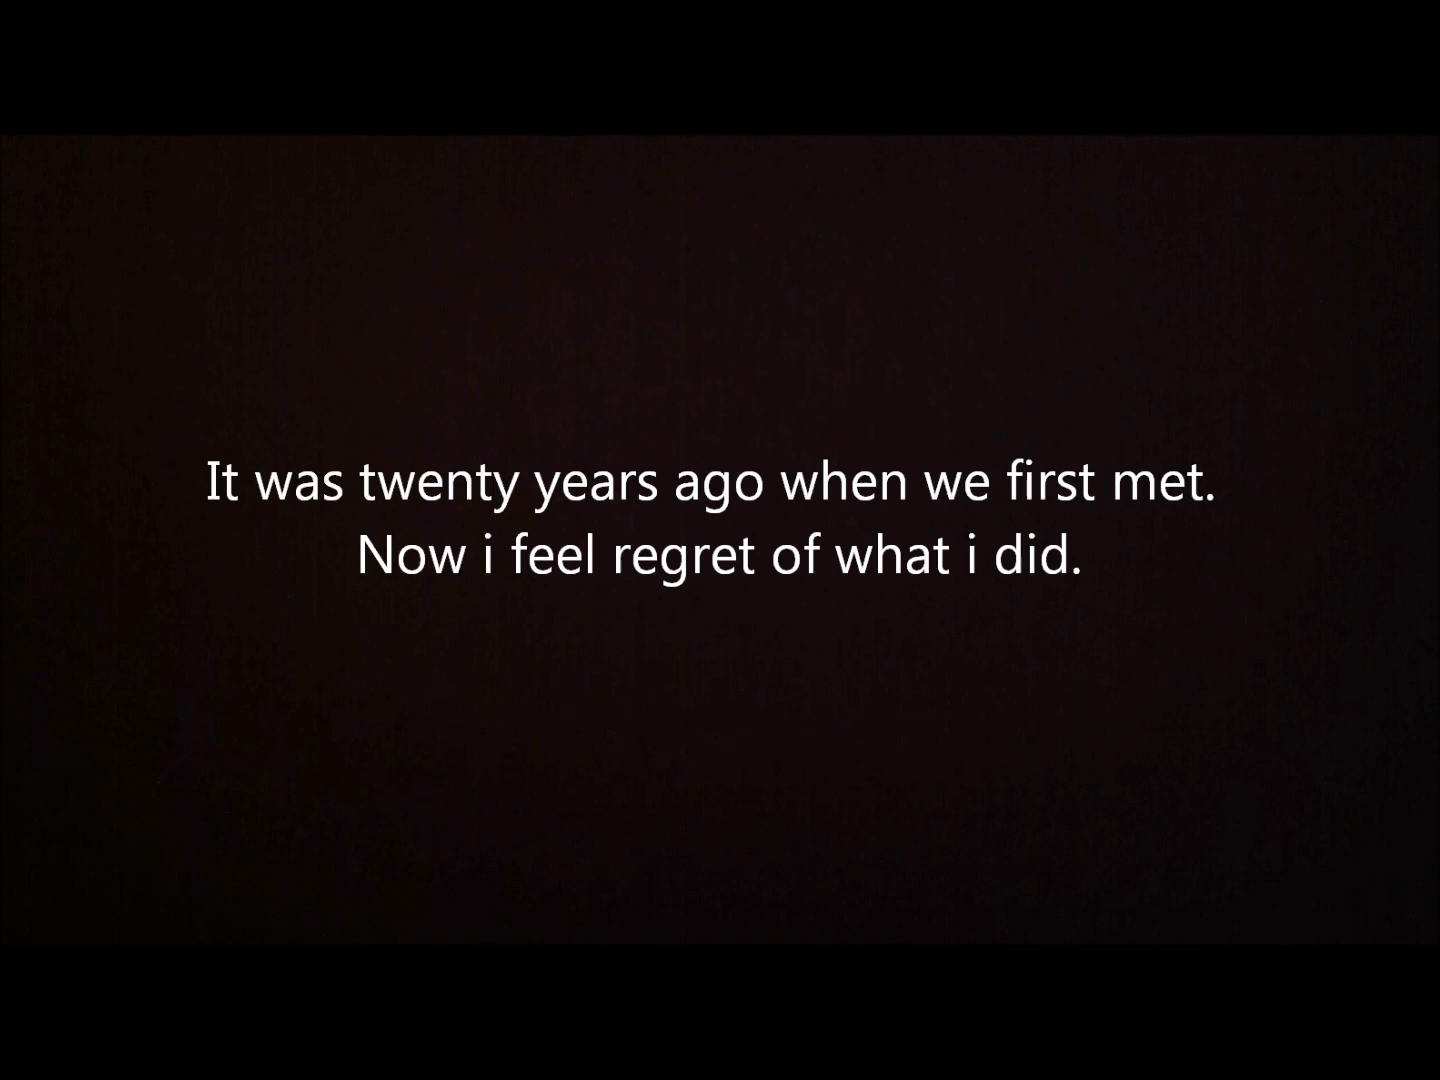 It was twenty years ago when we first met.
Now i feel regret of what i did.